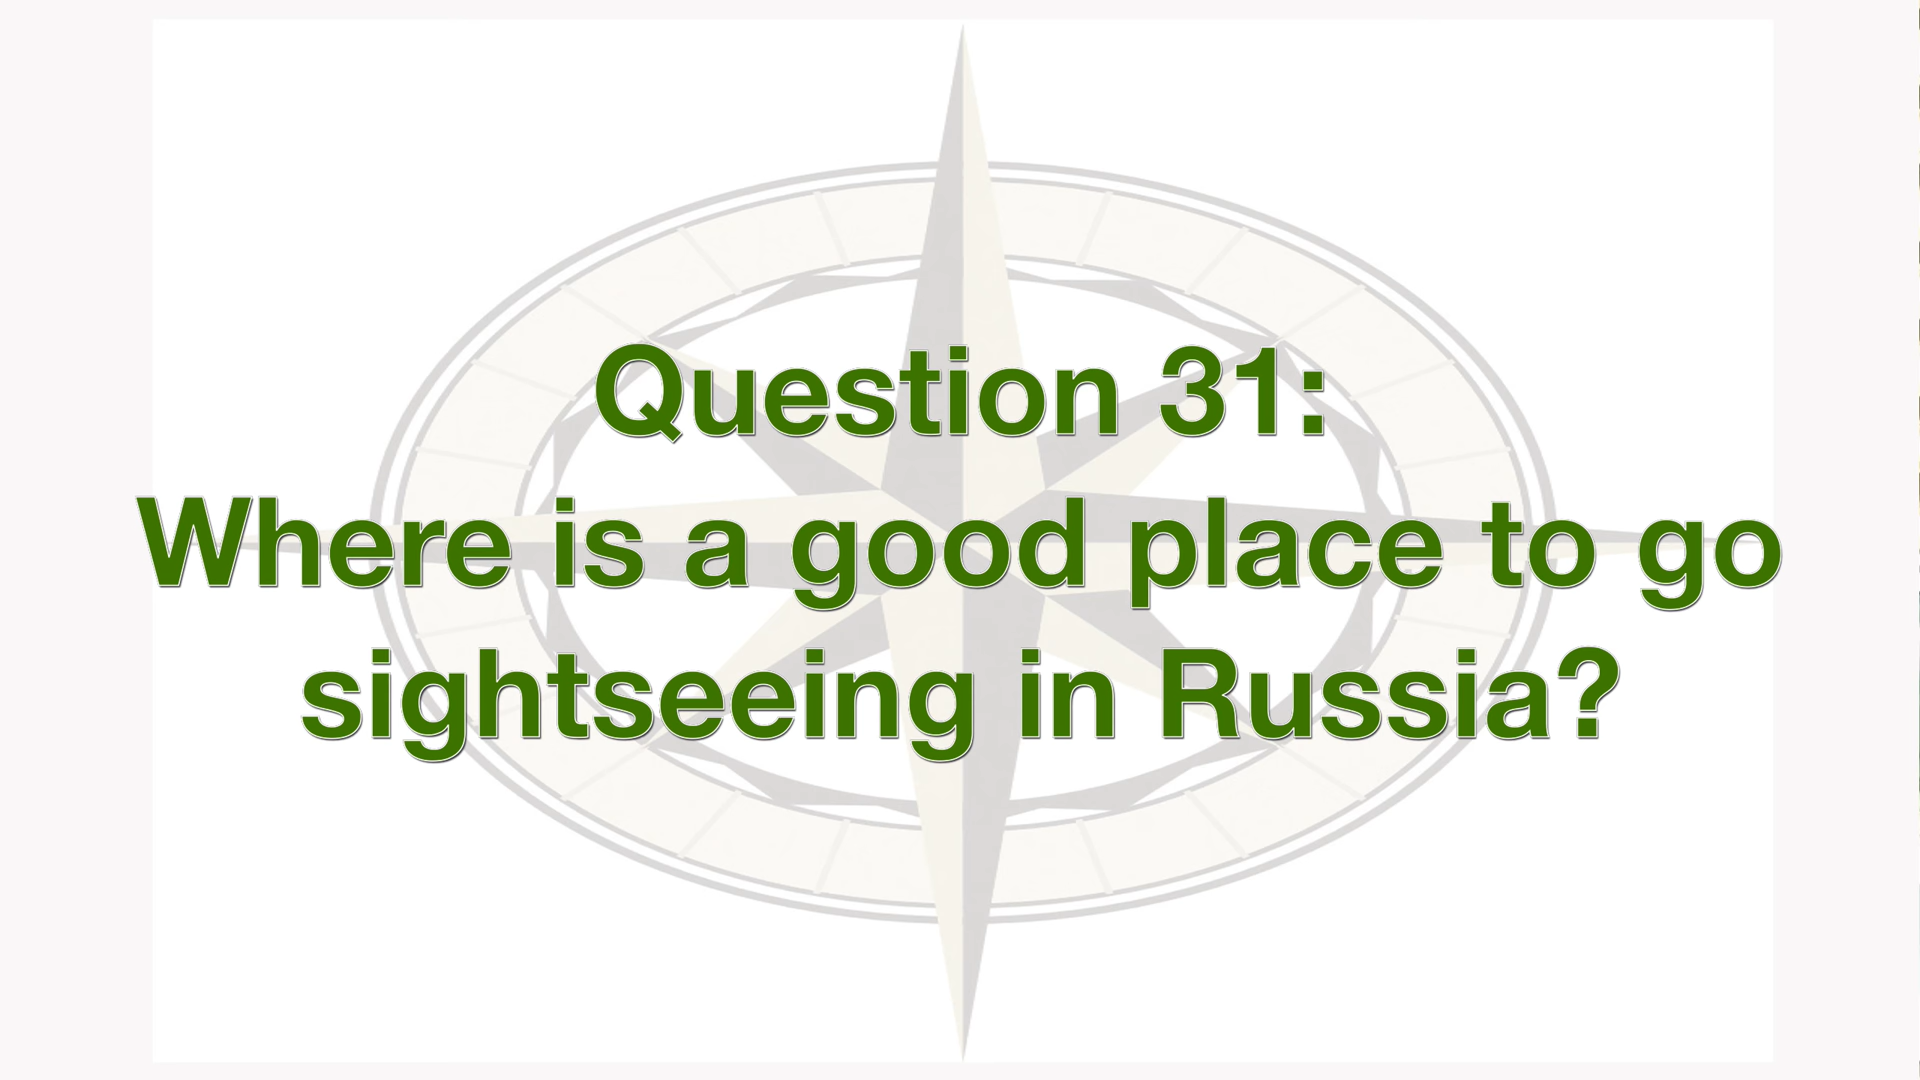 Question 31:
Where is a good place to go
sightseeing in Russia?